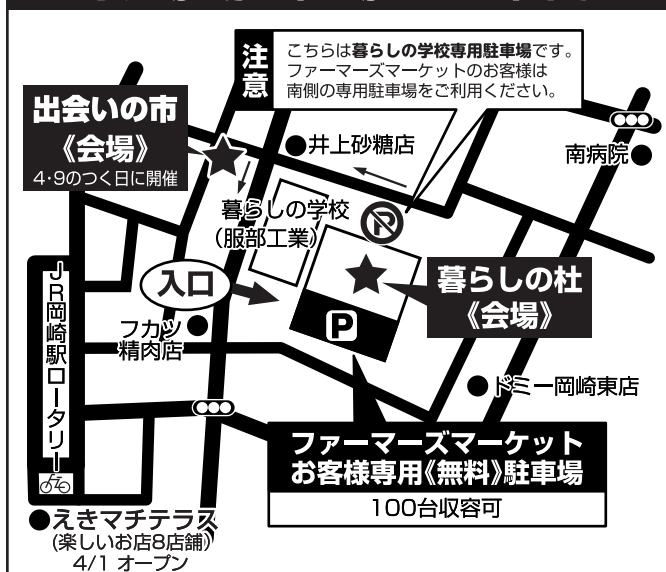 注意
こちらは暮らしの学校専用駐車場です。
ファーマーズマーケットのお客様は
南側の専用駐車場をご利用ください。
出会いの市
《会場》
4・9のつく日に開催
井上砂糖店
南病院
暮らしの学校
(服部工業)
入口
暮らしの杜
《会場》
P
P
フカツ
精肉店
JR岡崎駅ロータリー
ドミー岡崎東店
ファーマーズマーケット
お客様専用《無料》駐車場
100台収容可
えきマチテラス
(楽しいお店8店舗)
4/1 オープン